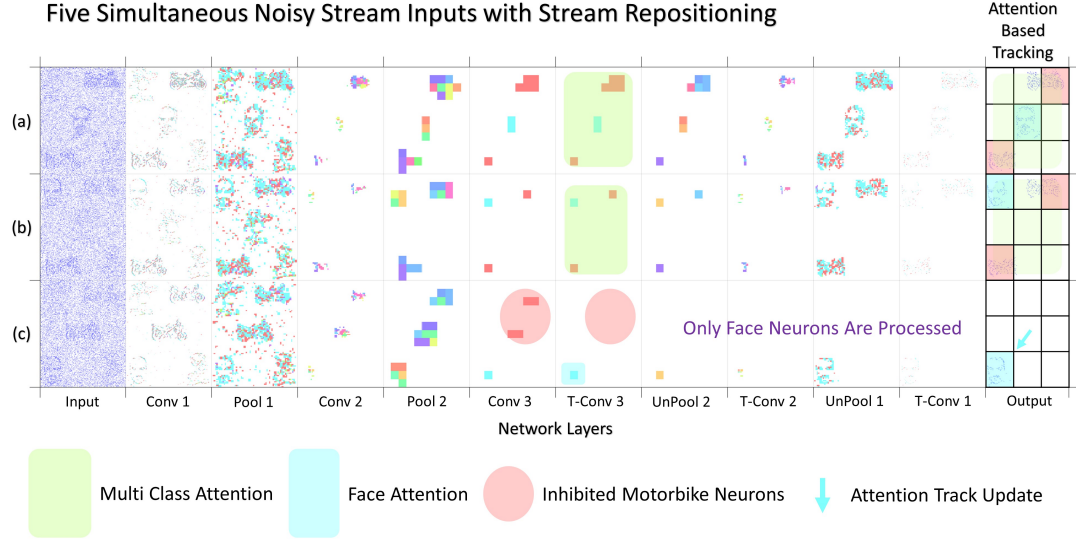 Five Simultaneous Noisy Stream Inputs with Stream Repositioning
Attention
Based
Tracking
(a)
(b)
(c)
Only Face Neurons Are Processed
Input
Conv 1
Pool 1
Conv 2
Pool 2
Conv 3
T-Conv 3
UnPool 2
T-Conv 2
UnPool 1
T-Conv 1
Output
Network Layers
Multi Class Attention
Face Attention
Inhibited Motorbike Neurons
Attention Track Update